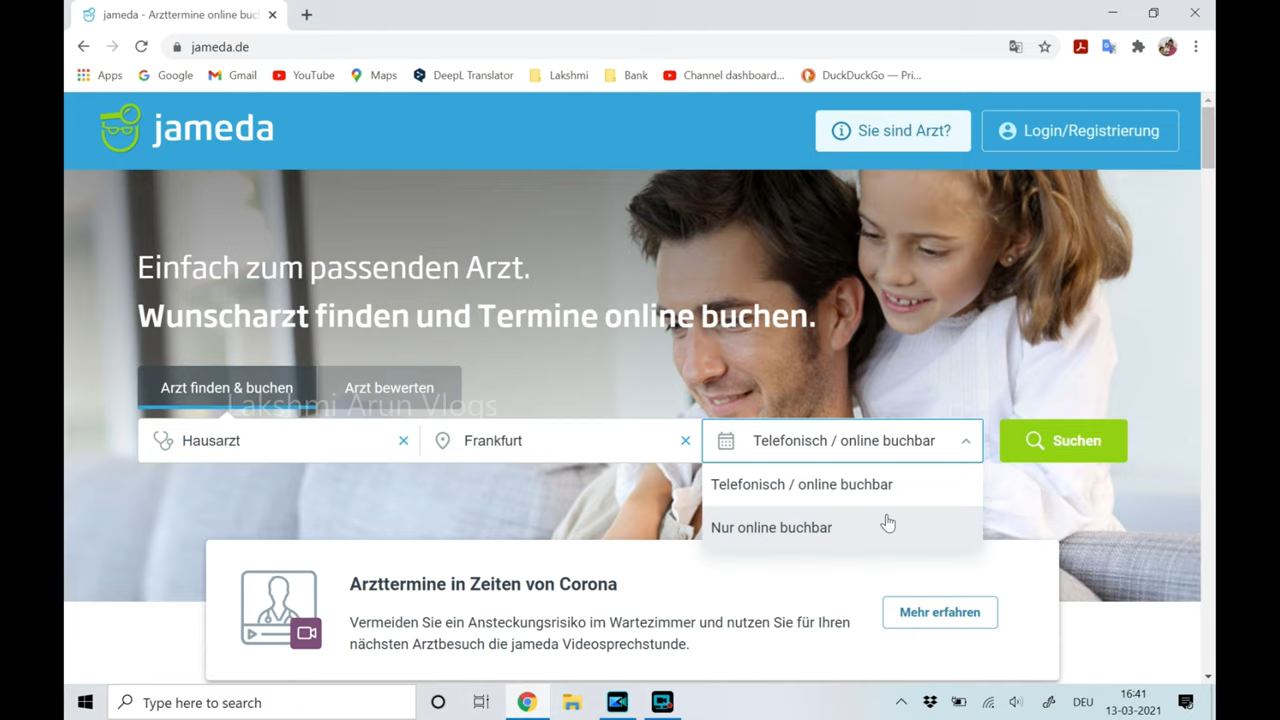 jameda - Arzttermine online buc
jameda.de
Apps
Google
Gmail
YouTube
Maps
DeepL Translator
Lakshmi
Bank
Channel dashboard...
DuckDuckGo — Pri...
jameda
Sie sind Arzt?
Login/Registrierung
Einfach zum passenden Arzt.
Wunscharzt finden und Termine online buchen.
Arzt finden & buchen
Arzt bewerten
Lakshmi Arun Vlogs
Hausarzt
Frankfurt
Telefonisch / online buchbar
Suchen
Telefonisch / online buchbar
Nur online buchbar
Arzttermine in Zeiten von Corona
Vermeiden Sie ein Ansteckungsrisiko im Wartezimmer und nutzen Sie für Ihren
nächsten Arztbesuch die jameda Videosprechstunde.
Mehr erfahren
Type here to search
DEU
16:41
13-03-2021